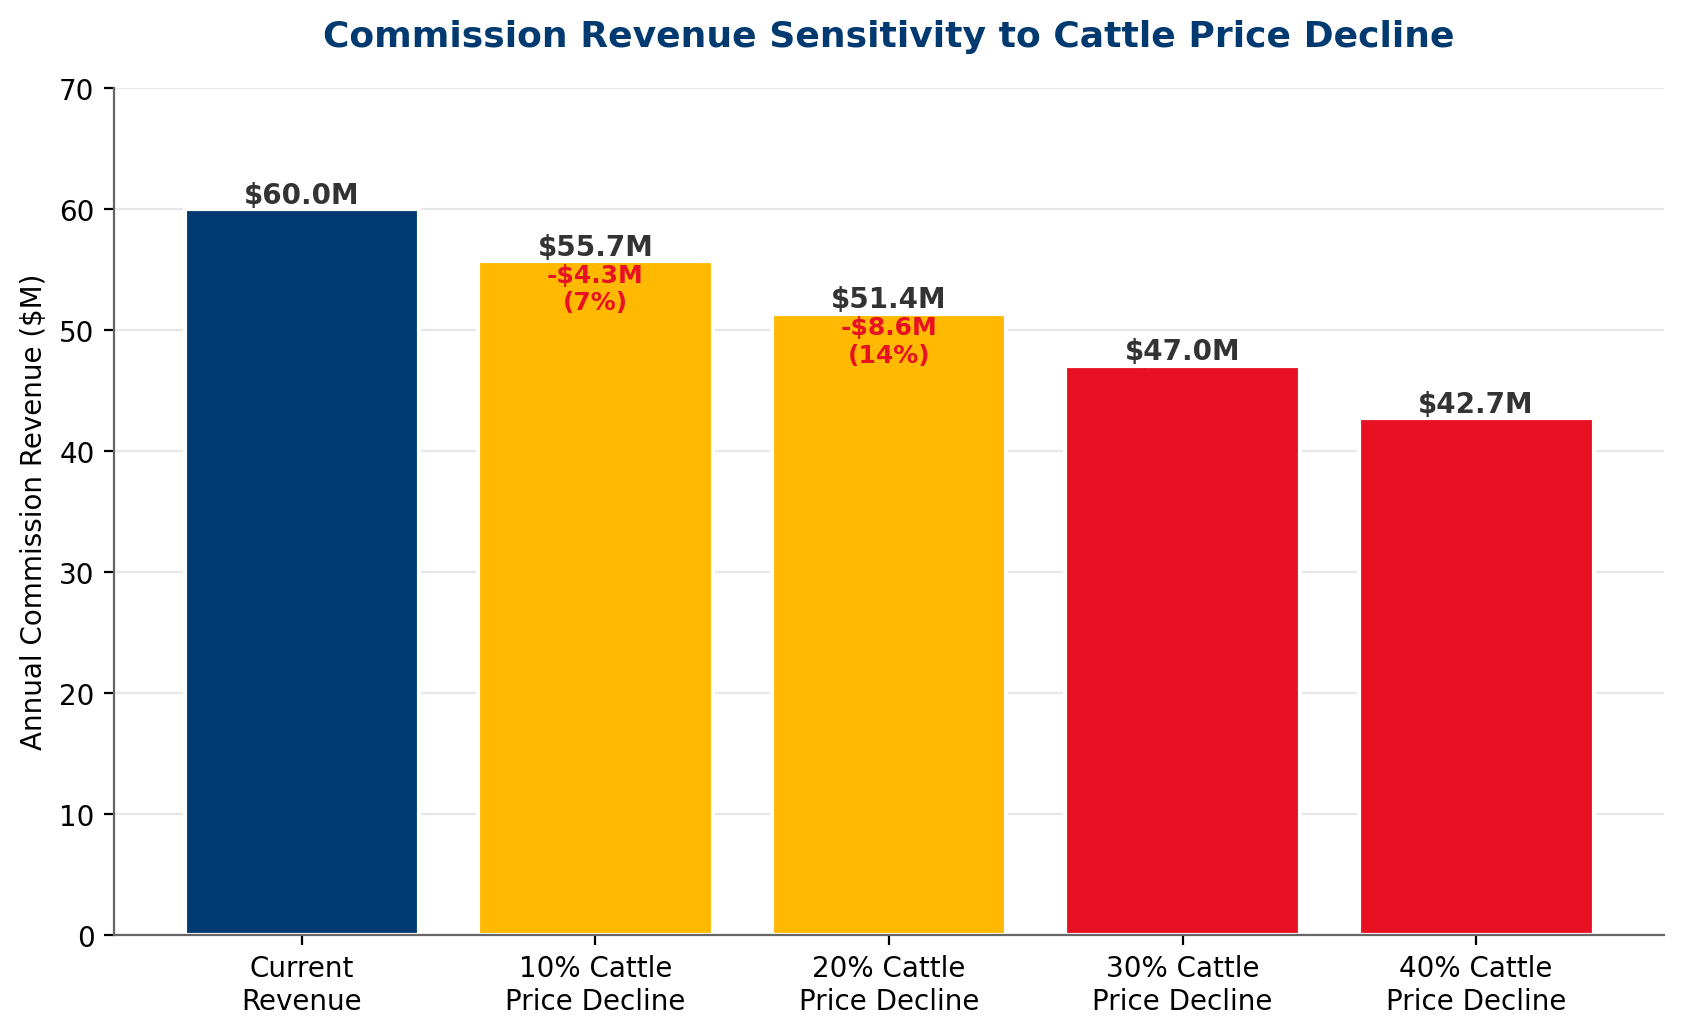 Commission Revenue Sensitivity to Cattle Price Decline
Annual Commission Revenue ($M)
70
60
50
40
30
20
10
0
$60.0M
$55.7M
-$4.3M
(7%)
$51.4M
-$8.6M
(14%)
$47.0M
$42.7M
Current
Revenue
10% Cattle
Price Decline
20% Cattle
Price Decline
30% Cattle
Price Decline
40% Cattle
Price Decline